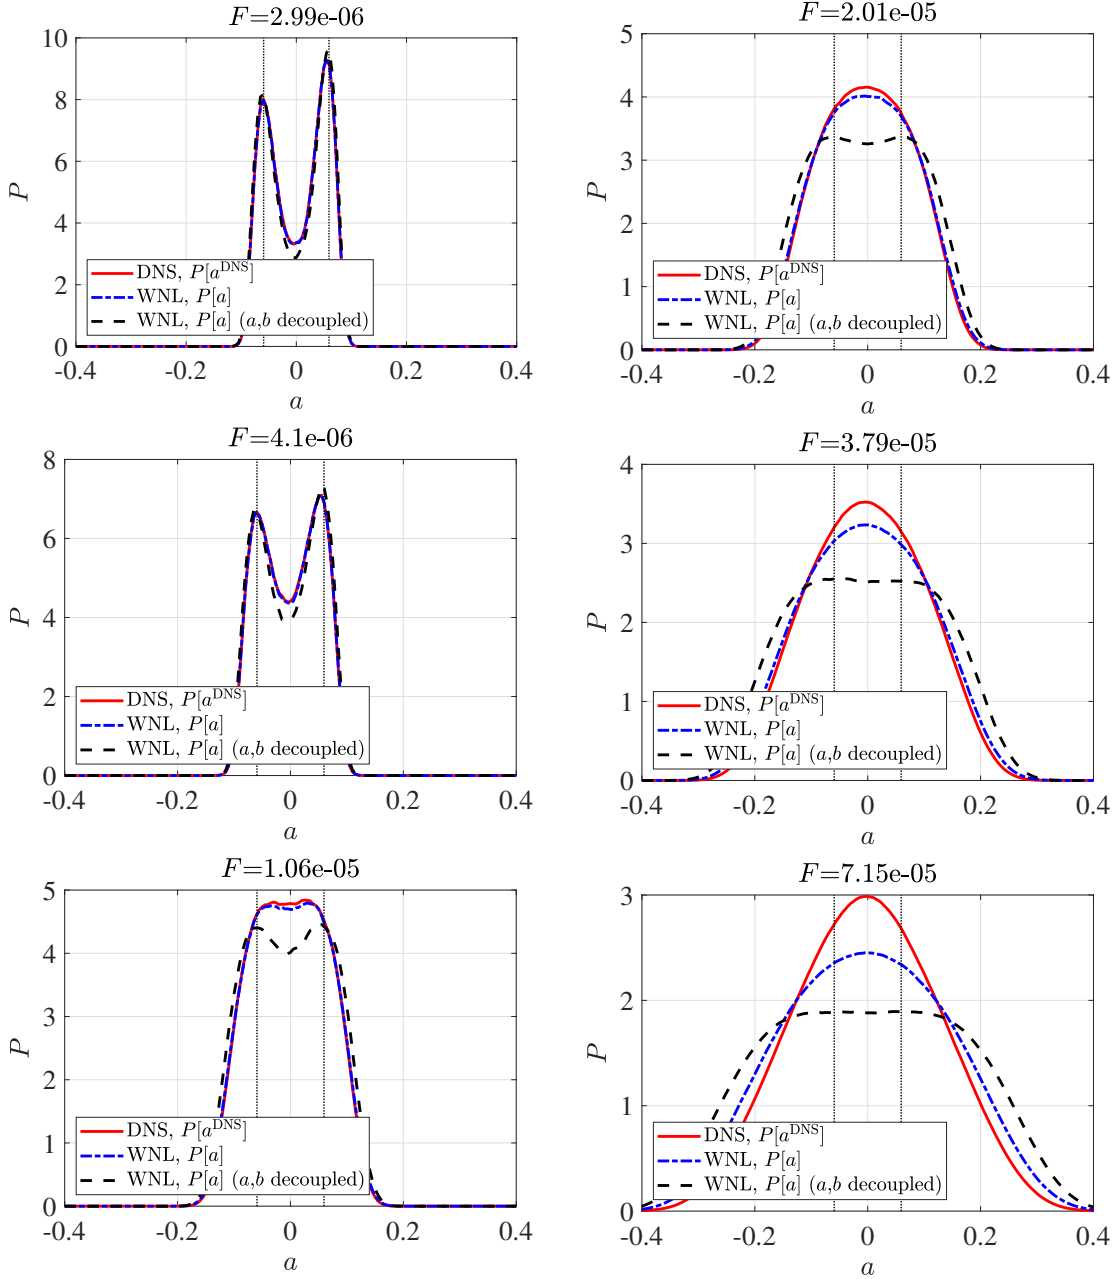 F=2.99e-06
P
10
8
6
4
2
0
DNS, P[a^DNS]
WNL, P[a]
WNL, P[a] (a,b decoupled)
-0.4 -0.2 0 0.2 0.4
a
F=2.01e-05
P
5
4
3
2
1
0
DNS, P[a^DNS]
WNL, P[a]
WNL, P[a] (a,b decoupled)
-0.4 -0.2 0 0.2 0.4
a
F=4.1e-06
P
8
6
4
2
0
DNS, P[a^DNS]
WNL, P[a]
WNL, P[a] (a,b decoupled)
-0.4 -0.2 0 0.2 0.4
a
F=3.79e-05
P
4
3
2
1
0
DNS, P[a^DNS]
WNL, P[a]
WNL, P[a] (a,b decoupled)
-0.4 -0.2 0 0.2 0.4
a
F=1.06e-05
P
5
4
3
2
1
0
DNS, P[a^DNS]
WNL, P[a]
WNL, P[a] (a,b decoupled)
-0.4 -0.2 0 0.2 0.4
a
F=7.15e-05
P
3
2
1
0
DNS, P[a^DNS]
WNL, P[a]
WNL, P[a] (a,b decoupled)
-0.4 -0.2 0 0.2 0.4
a